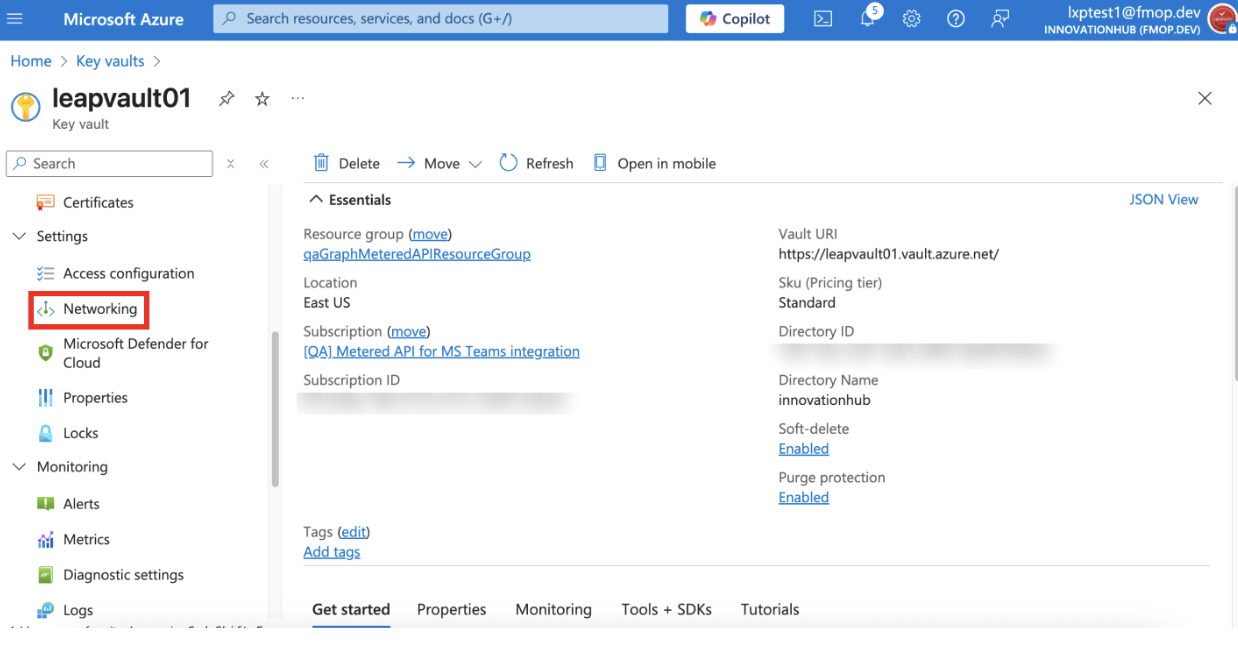 Microsoft Azure
Search resources, services, and docs (G+/)
Copilot
5
lxptest1@fmop.dev
INNOVATIONHUB (FMOP.DEV)
Home > Key vaults >
leapvault01
Key vault
Search
Delete
Move
Refresh
Open in mobile
Certificates
Settings
Access configuration
Networking
Microsoft Defender for
Cloud
Properties
Locks
Monitoring
Alerts
Metrics
Diagnostic settings
Logs
Essentials
JSON View
Resource group (move)
qaGraphMeteredAPIResourceGroup
Location
East US
Subscription (move)
[QA] Metered API for MS Teams integration
Subscription ID
Vault URI
https://leapvault01.vault.azure.net/
Sku (Pricing tier)
Standard
Directory ID
Directory Name
innovationhub
Soft-delete
Enabled
Purge protection
Enabled
Tags (edit)
Add tags
Get started
Properties
Monitoring
Tools + SDKs
Tutorials